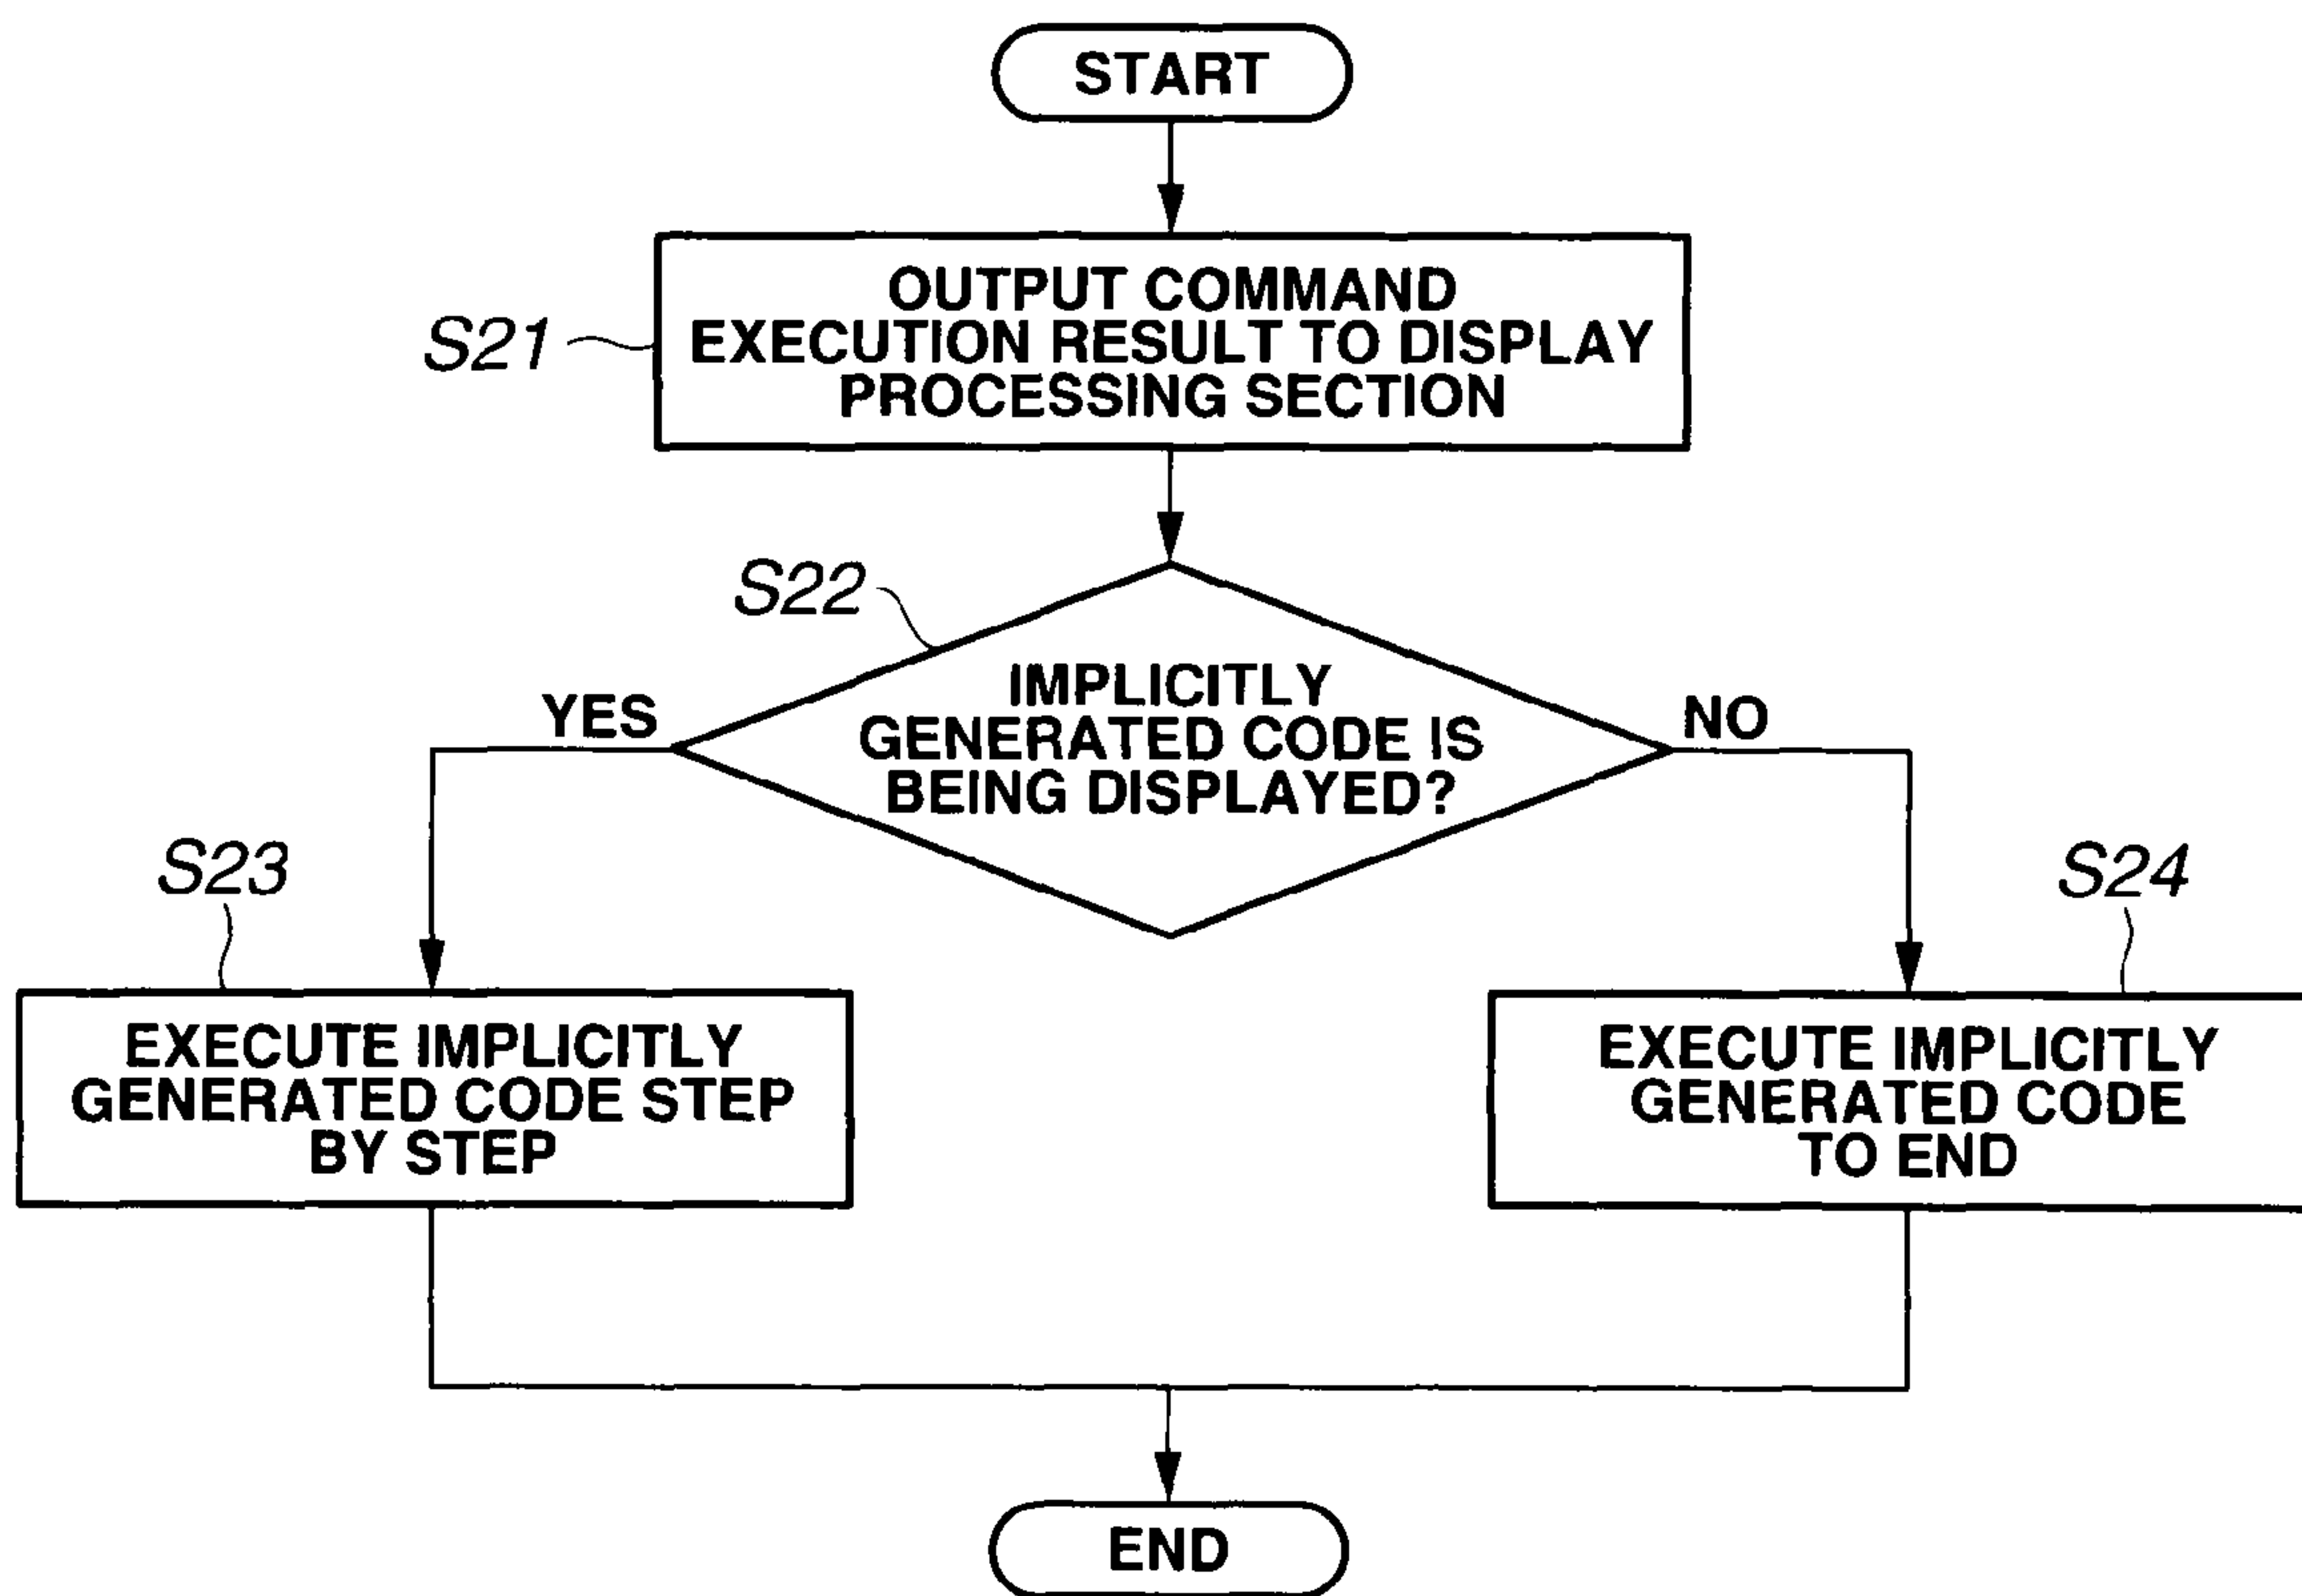 START
S21
OUTPUT COMMAND
EXECUTION RESULT TO DISPLAY
PROCESSING SECTION
S22
IMPLICITLY
GENERATED CODE IS
BEING DISPLAYED?
YES
NO
S23
EXECUTE IMPLICITLY
GENERATED CODE STEP
BY STEP
S24
EXECUTE IMPLICITLY
GENERATED CODE
TO END
END